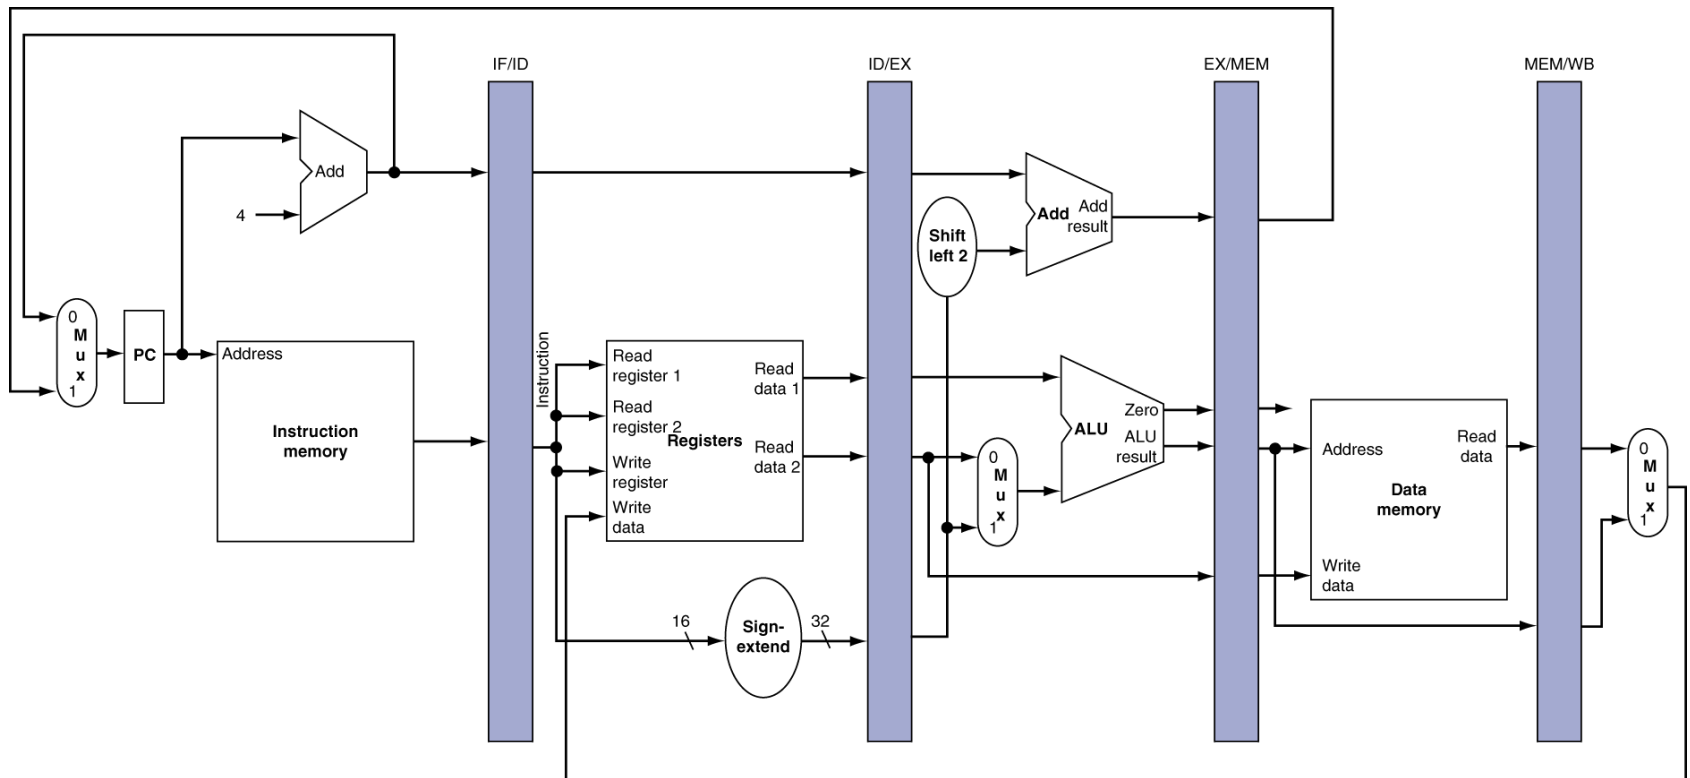 IF/ID
ID/EX
EX/MEM
MEM/WB
Add
4
Add
Add
result
Shift
left 2
0
M
u
x
1
PC
Address
Instruction
memory
Instruction
Read
register 1
Read
register 2
Write
register
Write
data
Registers
Read
data 1
Read
data 2
16
Sign-
extend
32
0
M
u
x
1
Zero
ALU
ALU
result
Address
Read
data
Data
memory
Write
data
0
M
u
x
1